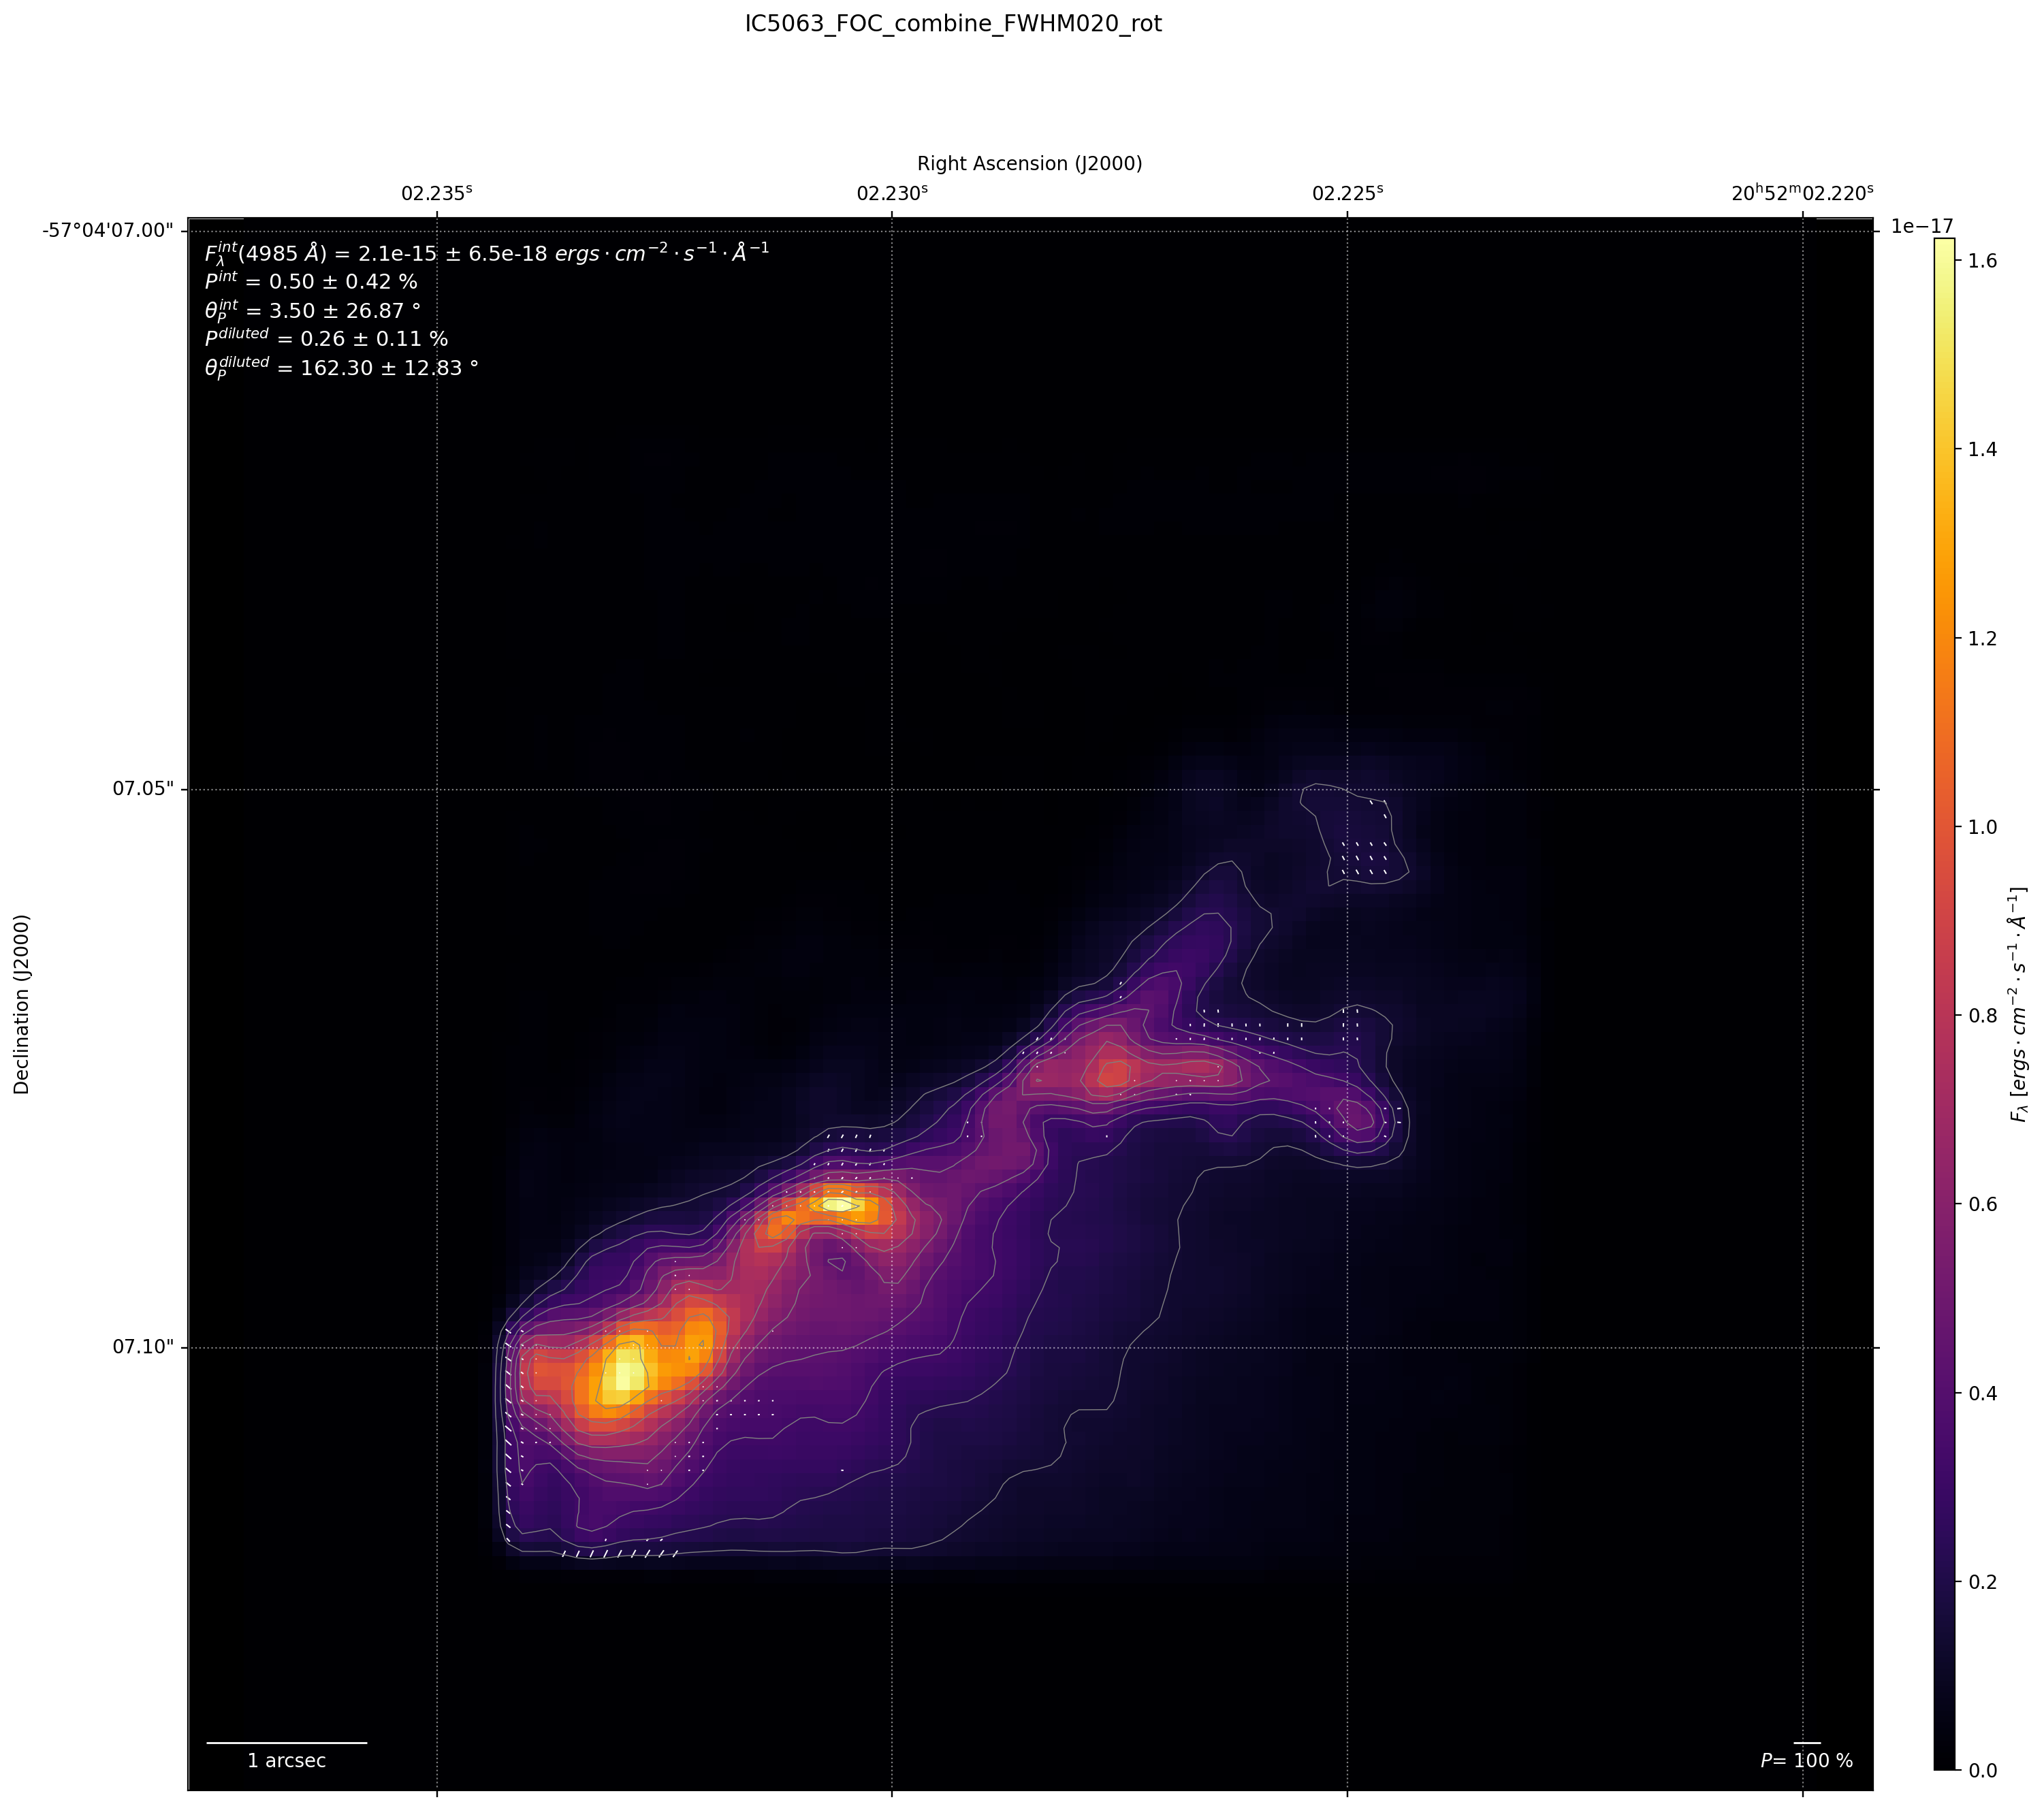 IC5063_FOC_combine_FWHM020_rot
Right Ascension (J2000)
02.235ˢ 02.230ˢ 02.225ˢ 20ʰ52ᵐ02.220ˢ
-57°04'07.00"
07.05"
07.10"
Declination (J2000)
F_λ^int(4985 Å) = 2.1e-15 ± 6.5e-18 ergs · cm⁻² · s⁻¹ · Å⁻¹
P^int = 0.50 ± 0.42 %
θ_P^int = 3.50 ± 26.87 °
P^diluted = 0.26 ± 0.11 %
θ_P^diluted = 162.30 ± 12.83 °
1 arcsec
P= 100 %
1e−17
1.6
1.4
1.2
1.0
0.8
0.6
0.4
0.2
0.0
F_λ [ergs · cm⁻² · s⁻¹ · Å⁻¹]